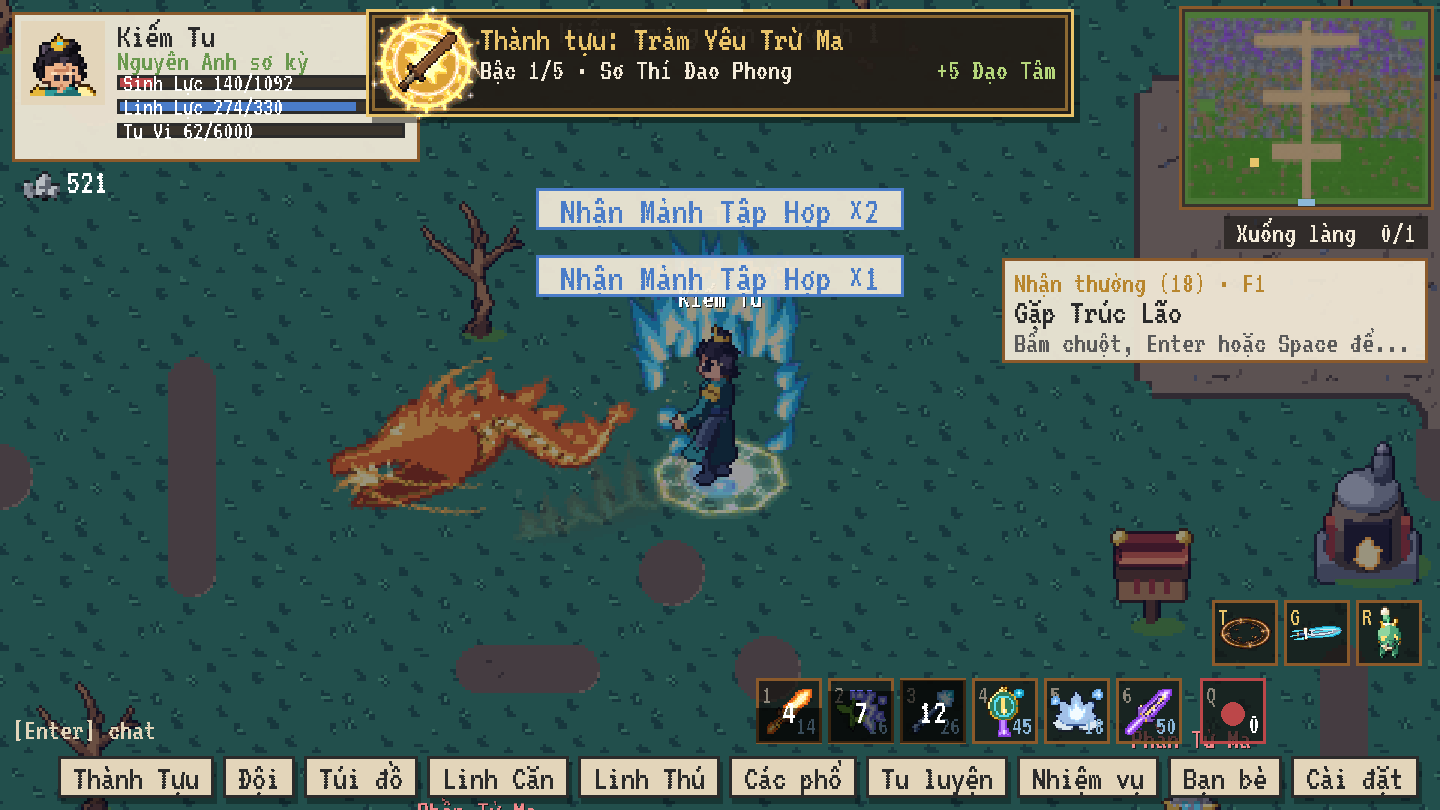 Kiếm Tu
Nguyên Anh sơ kỳ
Sinh Lực 140/1092
Linh Lực 274/330
Tu Vi 62/6000
521
Thành tựu: Trảm Yêu Trừ Ma
Bậc 1/5 · Sơ Thí Đao Phong
+5 Đạo Tâm
Nhận Mảnh Tập Hợp X2
Nhận Mảnh Tập Hợp X1
Kiếm Tu
Xuống làng 0/1
Nhận thưởng (18) · F1
Gặp Trúc Lão
Bấm chuột, Enter hoặc Space để...
T
G
R
1
4
14
2
7
16
3
12
26
4
45
5
18
6
50
Q
0
[Enter] chat
Thành Tựu
Đội
Túi đồ
Linh Căn
Linh Thú
Các phổ
Tu luyện
Nhiệm vụ
Bạn bè
Cài đặt